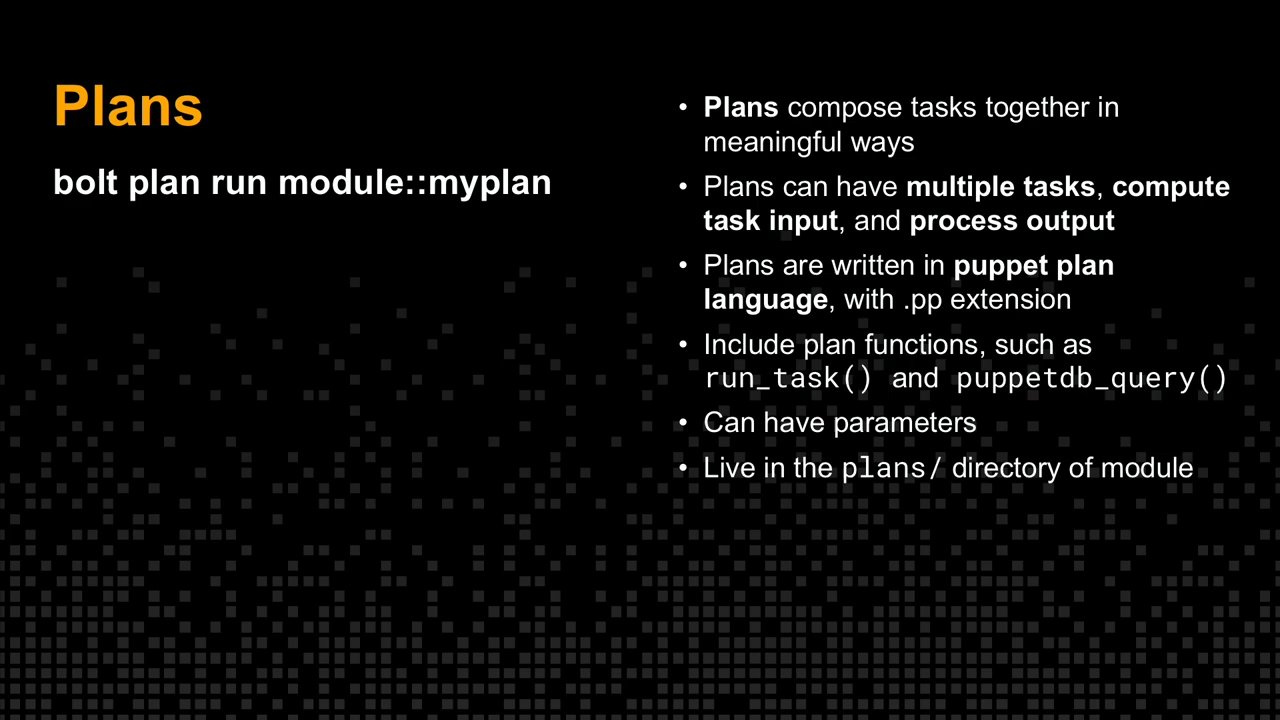 Plans
bolt plan run module::myplan
• Plans compose tasks together in
meaningful ways
• Plans can have multiple tasks, compute
task input, and process output
• Plans are written in puppet plan
language, with .pp extension
• Include plan functions, such as
run_task() and puppetdb_query()
• Can have parameters
• Live in the plans/ directory of module